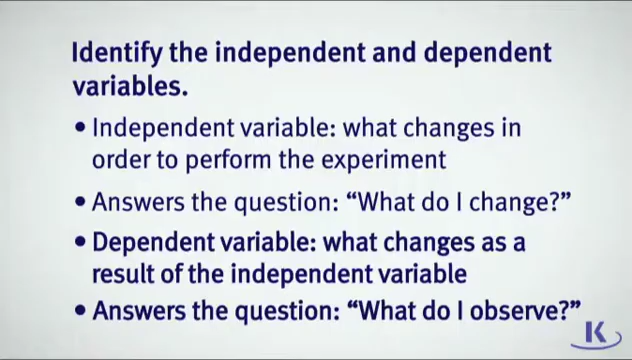 Identify the independent and dependent
variables.
• Independent variable: what changes in
order to perform the experiment
• Answers the question: “What do I change?”
• Dependent variable: what changes as a
result of the independent variable
• Answers the question: “What do I observe?”
K